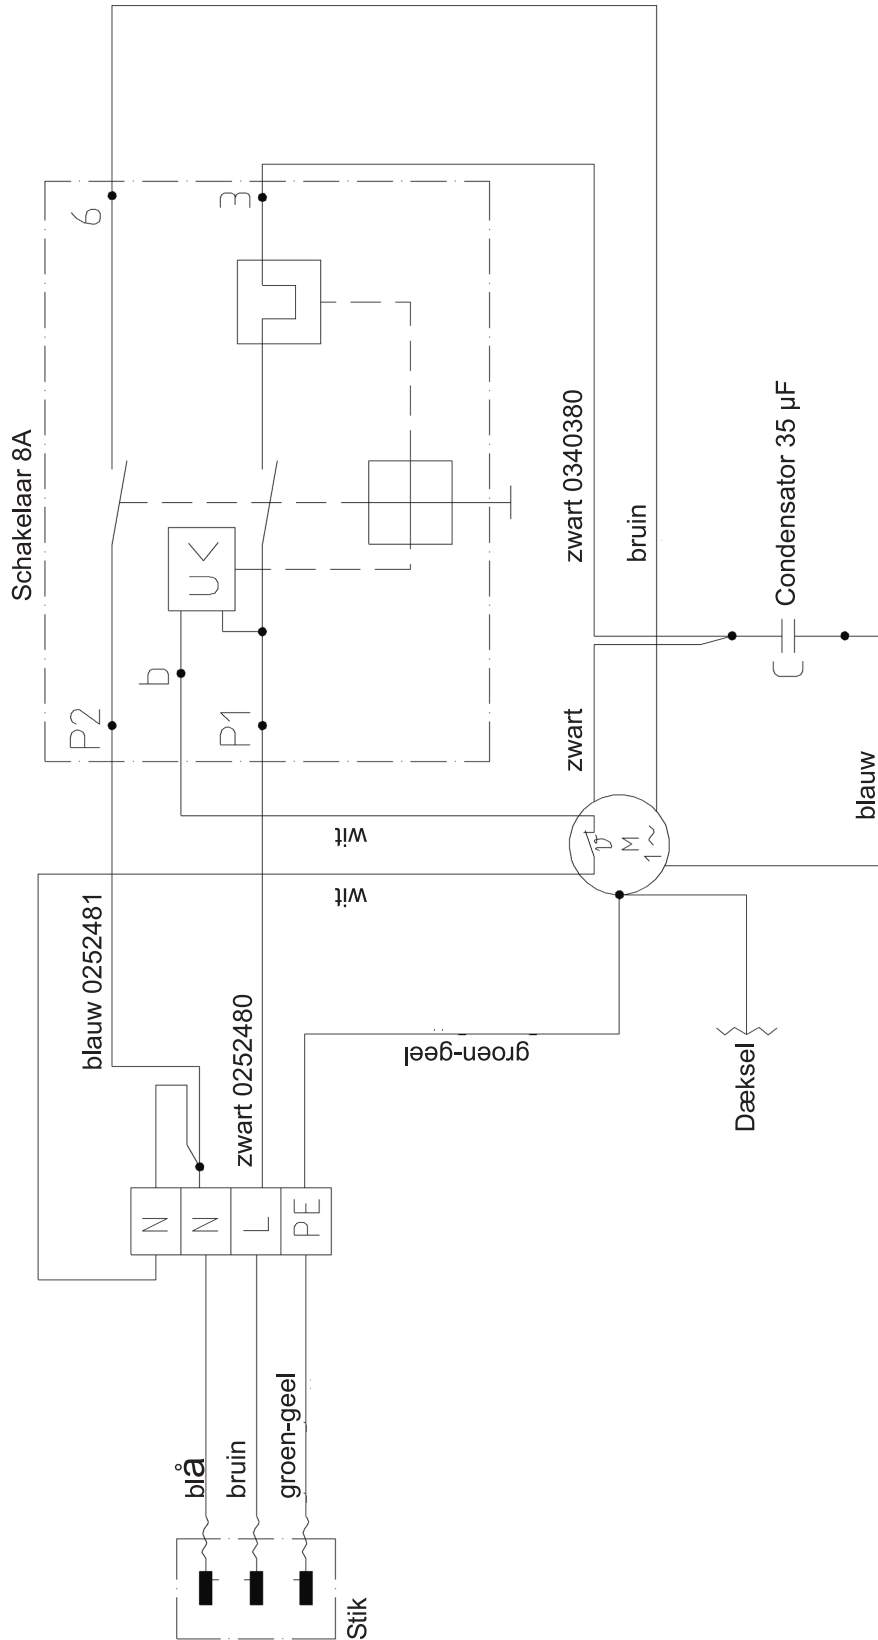 Schakelaar 8A
P2
6
b
U<
P1
3
blauw 0252481
zwart 0252480
wit
wit
N
N
L
PE
blå
bruin
groen-geel
Stik
groen-geel
Dæksel
ϑ
M
1~
zwart
zwart 0340380
bruin
Condensator 35 µF
blauw